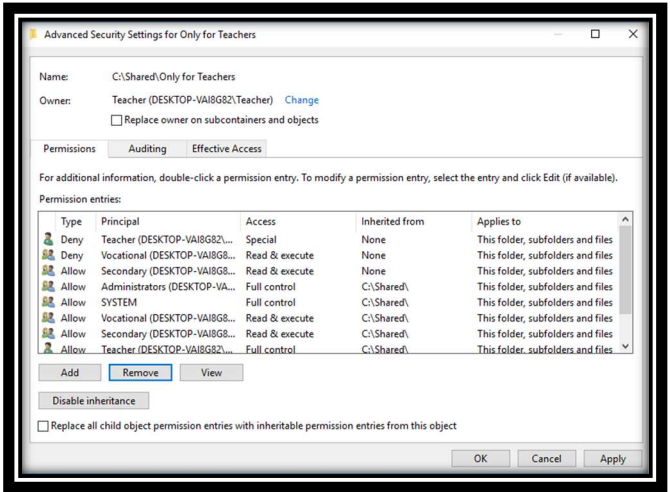 Advanced Security Settings for Only for Teachers
Name: C:\Shared\Only for Teachers
Owner: Teacher (DESKTOP-VAI8G82\Teacher) Change
Replace owner on subcontainers and objects
Permissions Auditing Effective Access
For additional information, double-click a permission entry. To modify a permission entry, select the entry and click Edit (if available).
Permission entries:
Type Principal Access Inherited from Applies to
Deny Teacher (DESKTOP-VAI8G82\... Special None This folder, subfolders and files
Deny Vocational (DESKTOP-VAI8G8... Read & execute None This folder, subfolders and files
Allow Secondary (DESKTOP-VAI8G8... Read & execute None This folder, subfolders and files
Allow Administrators (DESKTOP-VA... Full control C:\Shared\ This folder, subfolders and files
Allow SYSTEM Full control C:\Shared\ This folder, subfolders and files
Allow Vocational (DESKTOP-VAI8G8... Read & execute C:\Shared\ This folder, subfolders and files
Allow Secondary (DESKTOP-VAI8G8... Read & execute C:\Shared\ This folder, subfolders and files
Allow Teacher (DESKTOP-VAI8G82\... Full control C:\Shared\ This folder, subfolders and files
Add Remove View
Disable inheritance
Replace all child object permission entries with inheritable permission entries from this object
OK Cancel Apply